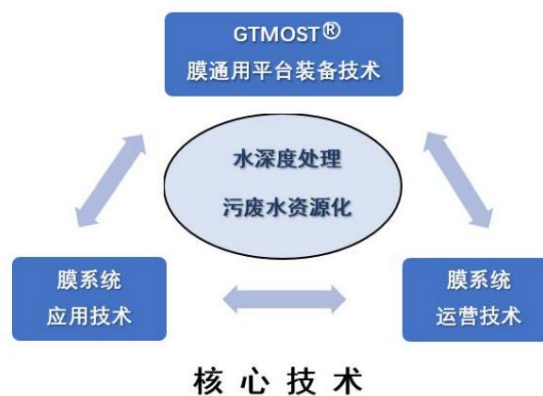 GTMOST®
膜通用平台装备技术
水深度处理
污废水资源化
膜系统
应用技术
膜系统
运营技术
核心技术